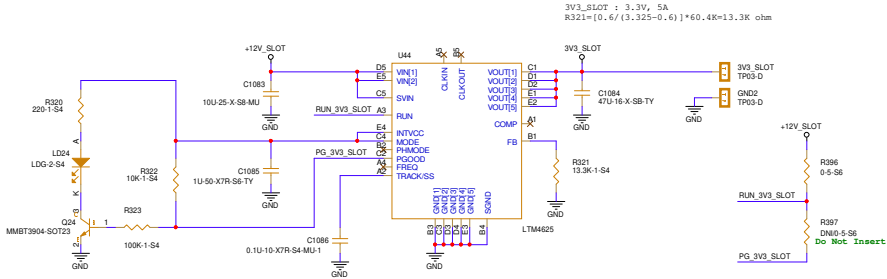 3V3_SLOT : 3.3V, 5A
R321=[0.6/(3.325-0.6)]*60.4K=13.3K ohm
+12V_SLOT
U44
A5
B5
3V3_SLOT
D5
VIN[1]
E5
VIN[2]
C5
SVIN
A3
RUN
E4
INTVCC
C4
MODE
B2
PHMODE
C2
PGOOD
A4
FREQ
A2
TRACK/SS
CLKIN
CLKOUT
VOUT[1]
C1
VOUT[2]
D1
VOUT[3]
D2
VOUT[4]
E1
VOUT[5]
E2
COMP
A1
FB
B1
GND[1]
GND[2]
GND[3]
GND[4]
GND[5]
SGND
B3
C3
D3
D4
E3
B4
LTM4625
C1083
10U-25-X-S8-MU
GND
RUN_3V3_SLOT
PG_3V3_SLOT
C1085
1U-50-X7R-S6-TY
GND
C1086
0.1U-10-X7R-S4-MU-1
GND
GND
R320
220-1-S4
A
LD24
LDG-2-S4
K
R322
10K-1-S4
Q24
MMBT3904-SOT23
3
1
2
R323
100K-1-S4
GND
C1084
47U-16-X-SB-TY
GND
R321
13.3K-1-S4
GND
3V3_SLOT
TP03-D
GND2
TP03-D
GND
+12V_SLOT
R396
0-5-S6
RUN_3V3_SLOT
R397
DNI/0-5-S6
Do Not Insert
PG_3V3_SLOT